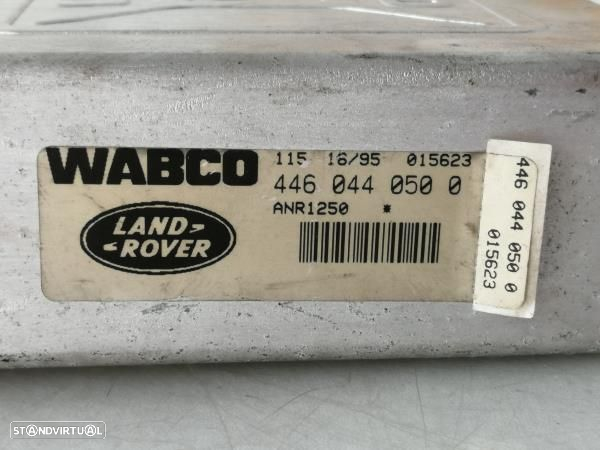 WABCO
115 16/95 015623
446 044 050 0
ANR1250 *
LAND
ROVER
446 044 050 0
015623
STANDVIRTUAL